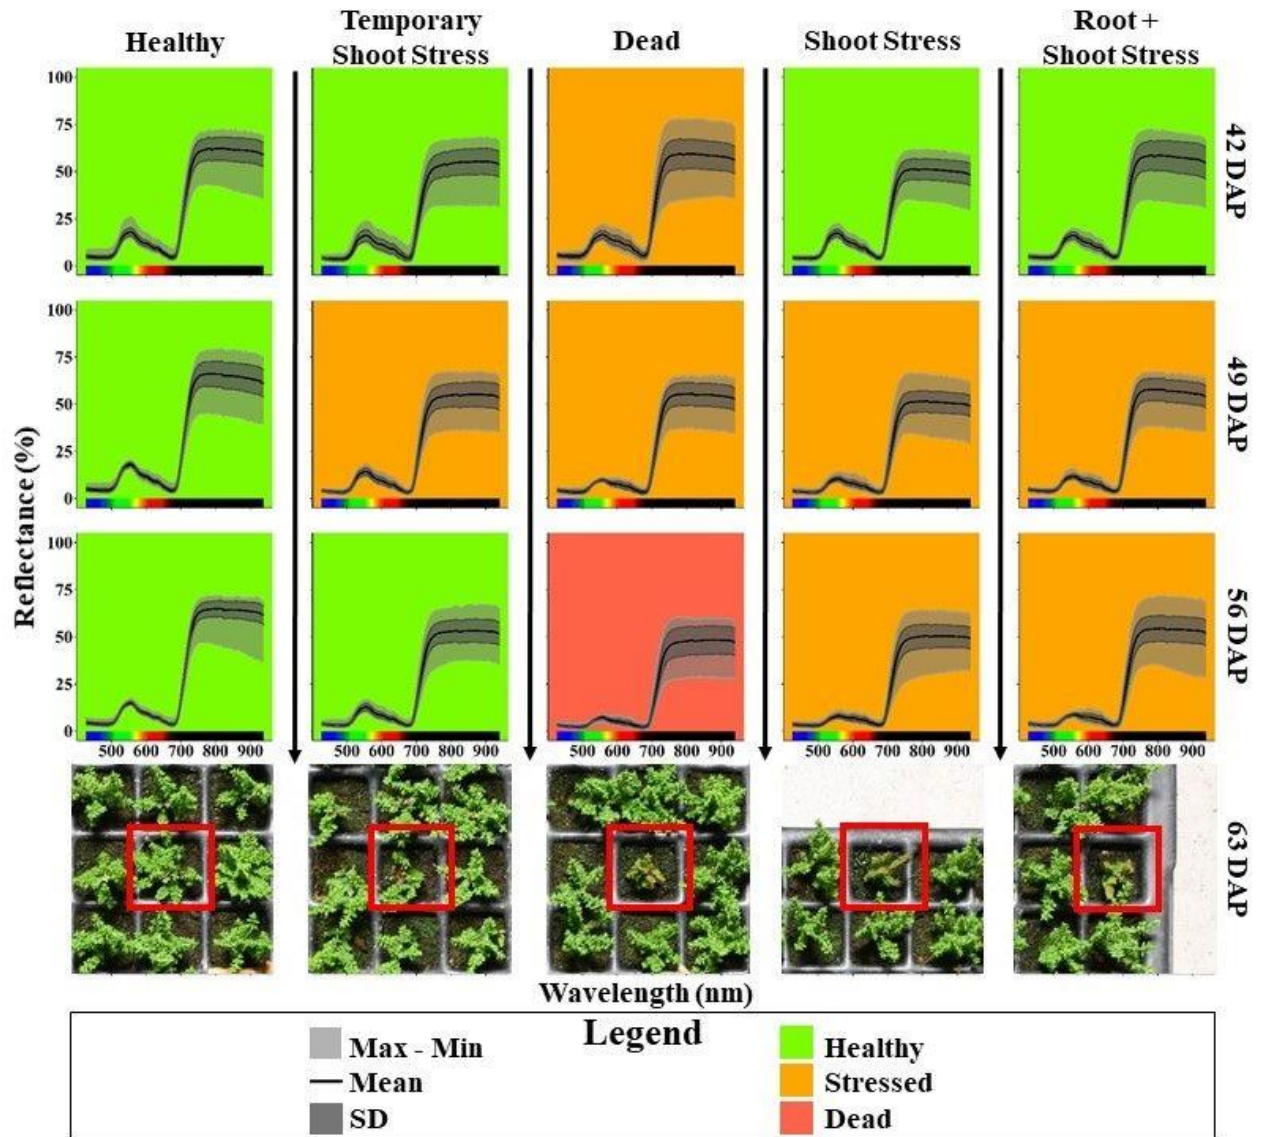 Healthy
Temporary
Shoot Stress
Dead
Shoot Stress
Root +
Shoot Stress
100
75
50
25
0
42 DAP
100
75
50
25
0
49 DAP
Reflectance (%)
100
75
50
25
0
56 DAP
500 600 700 800 900
500 600 700 800 900
500 600 700 800 900
500 600 700 800 900
500 600 700 800 900
63 DAP
Wavelength (nm)
Legend
Max - Min
Mean
SD
Healthy
Stressed
Dead